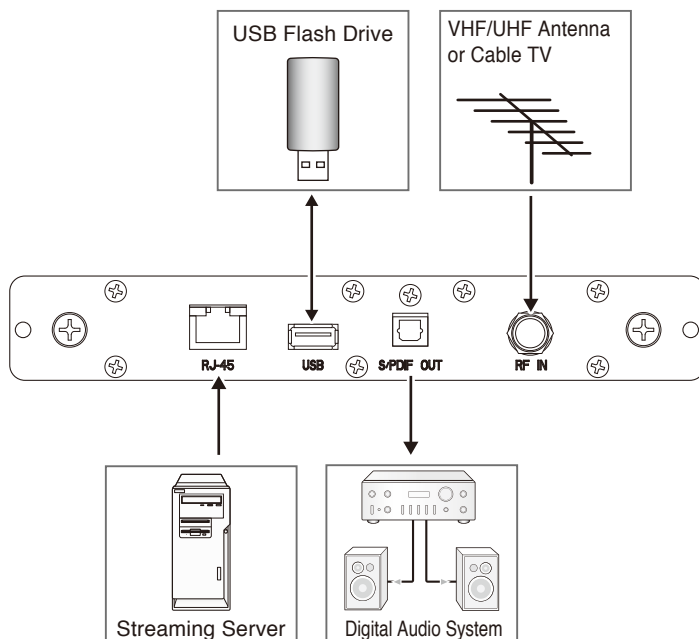 USB Flash Drive
VHF/UHF Antenna
or Cable TV
RJ-45
USB
S/PDIF OUT
RF IN
Streaming Server
Digital Audio System